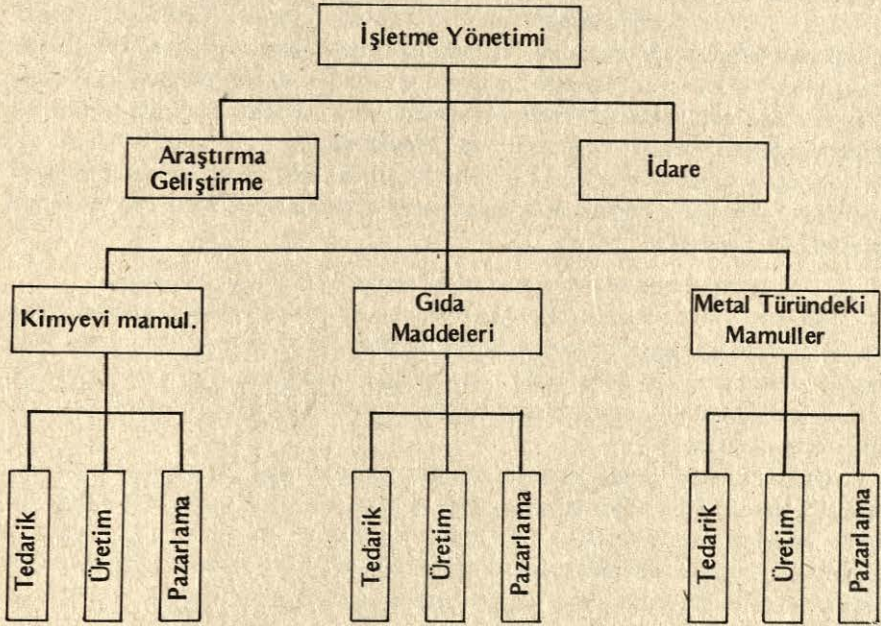 İşletme Yönetimi
Araştırma
Geliştirme
İdare
Kimyevi mamul.
Gıda
Maddeleri
Metal Türündeki
Mamuller
Tedarik
Üretim
Pazarlama
Tedarik
Üretim
Pazarlama
Tedarik
Üretim
Pazarlama